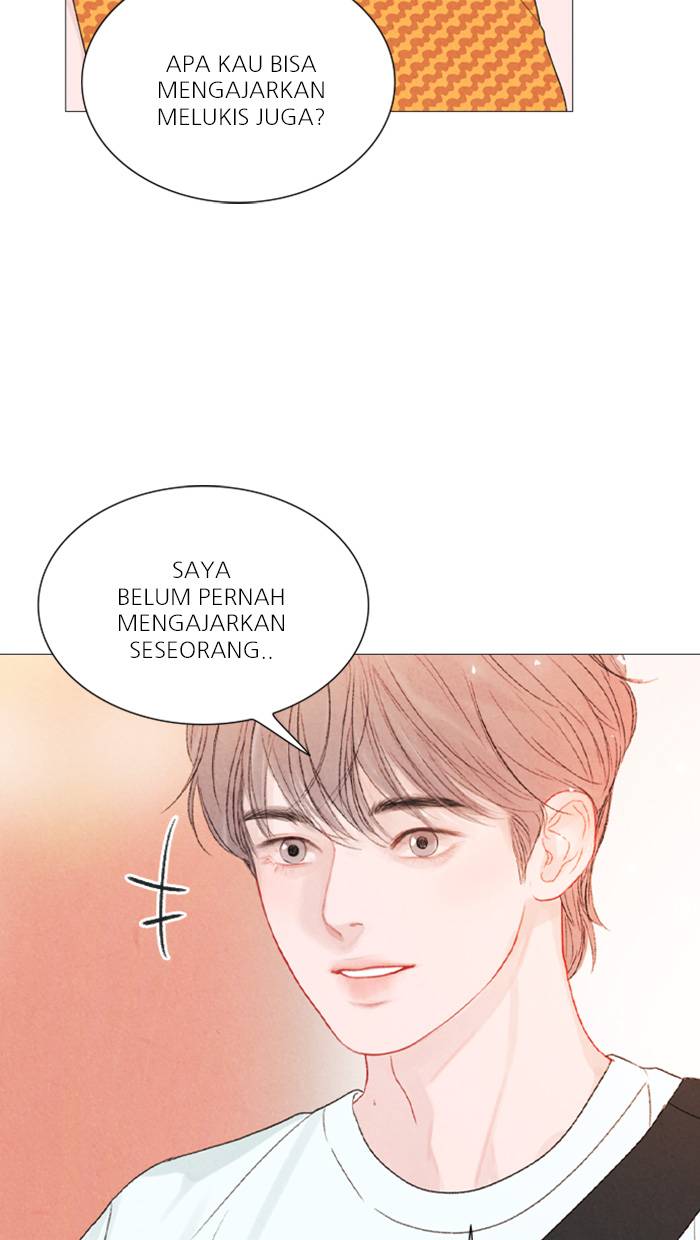 APA KAU BISA
MENGAJARKAN
MELUKIS JUGA?
SAYA
BELUM PERNAH
MENGAJARKAN
SESEORANG..